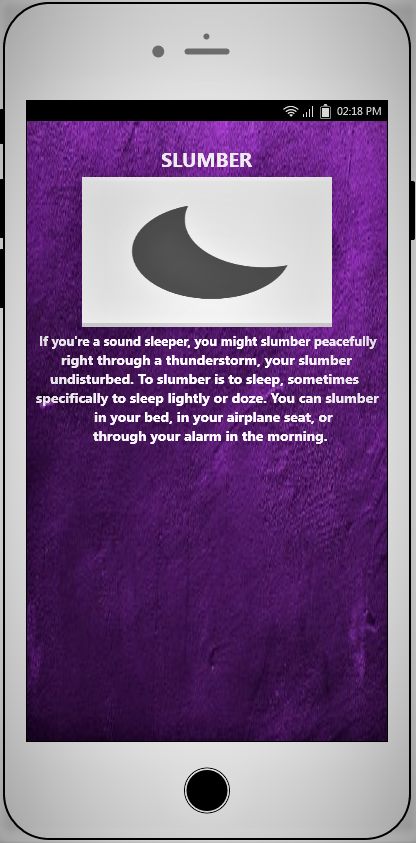 02:18 PM
SLUMBER
If you're a sound sleeper, you might slumber peacefully
right through a thunderstorm, your slumber
undisturbed. To slumber is to sleep, sometimes
specifically to sleep lightly or doze. You can slumber
in your bed, in your airplane seat, or
through your alarm in the morning.